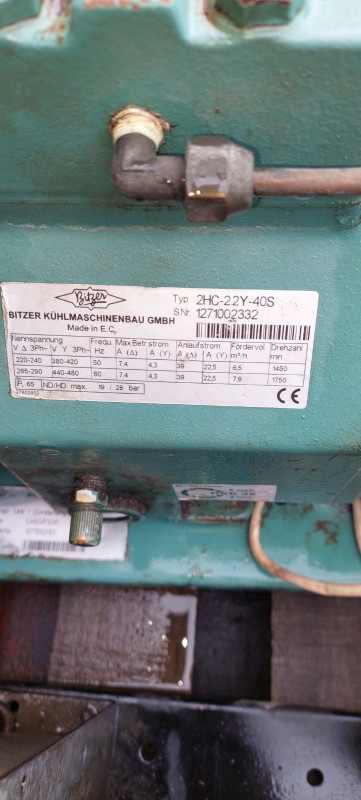 Bitzer
Typ 2HC-2.2Y-40S
S Nr. 1271002332
BITZER KÜHLMASCHINENBAU GMBH
Made in E.C.
Nennspannung Frequ. Max.Betr.strom Anlaufstrom Fördervol Drehzahl
V Δ 3Ph~ V Y 3Ph~ Hz A (Δ) A (Y) A (Δ) A (Y) m³/h min
220-240 380-420 50 7.4 4,3 39 22,5 6,5 1450
265-290 440-480 60 7.4 4,3 39 22,5 7,9 1750
IP 65 ND/HD max. 19 / 28 bar
CE